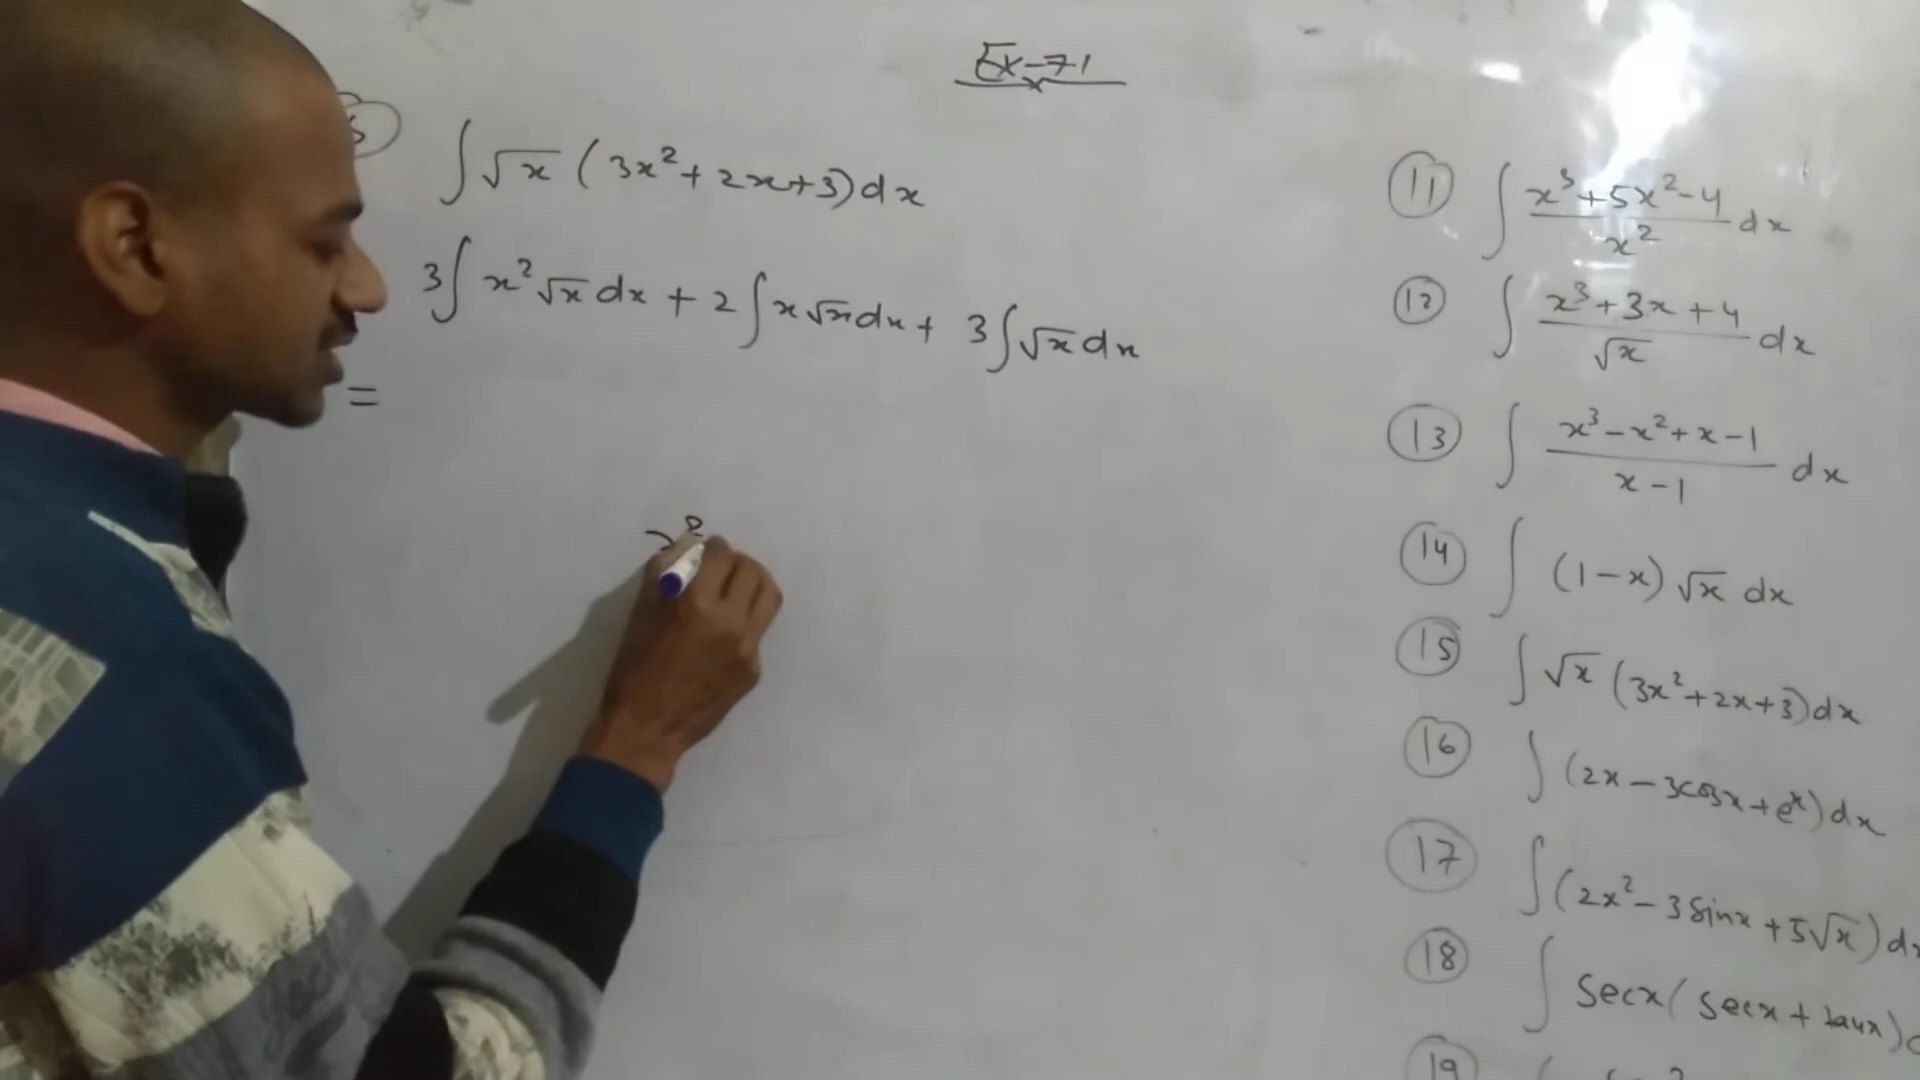 Ex-7.1
∫√x (3x²+2x+3)dx
3∫x²√x dx + 2∫x√x dx + 3∫√x dx
=
⑪ ∫ (x³+5x²-4)/x² dx
⑫ ∫ (x³+3x+4)/√x dx
⑬ ∫ (x³-x²+x-1)/(x-1) dx
⑭ ∫ (1-x)√x dx
⑮ ∫√x (3x²+2x+3)dx
⑯ ∫(2x-3cosx+eˣ)dx
⑰ ∫(2x²-3sinx+5√x)dx
⑱ ∫ secx(secx+tanx)
⑲